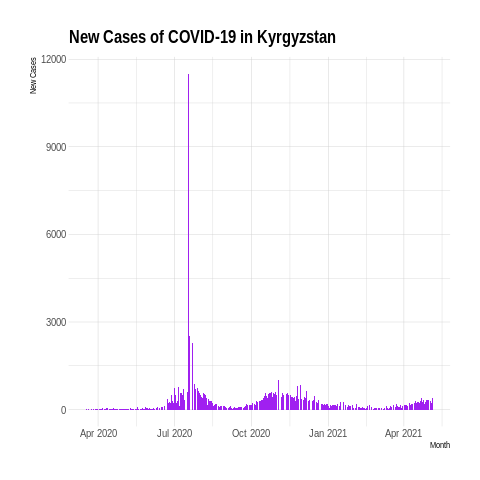 New Cases of COVID-19 in Kyrgyzstan
New Cases
12000
9000
6000
3000
0
Apr 2020
Jul 2020
Oct 2020
Jan 2021
Apr 2021
Month